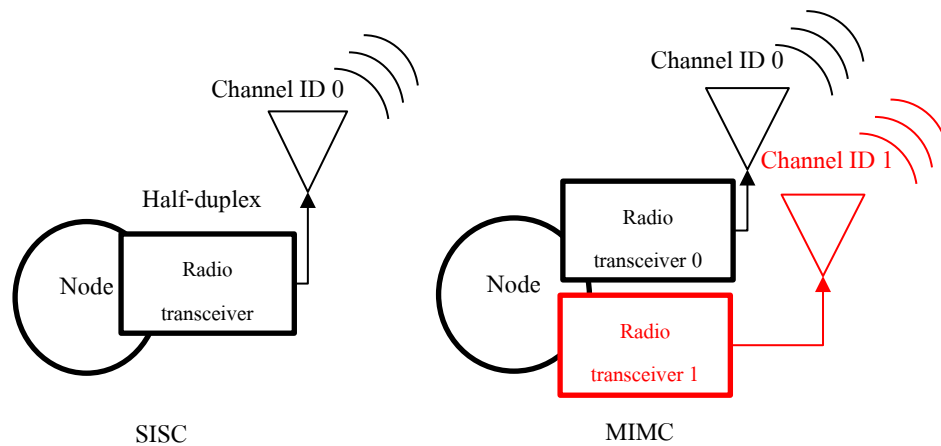 Channel ID 0
Half-duplex
Node
Radio
transceiver
SISC
Channel ID 0
Channel ID 1
Radio
transceiver 0
Node
Radio
transceiver 1
MIMC